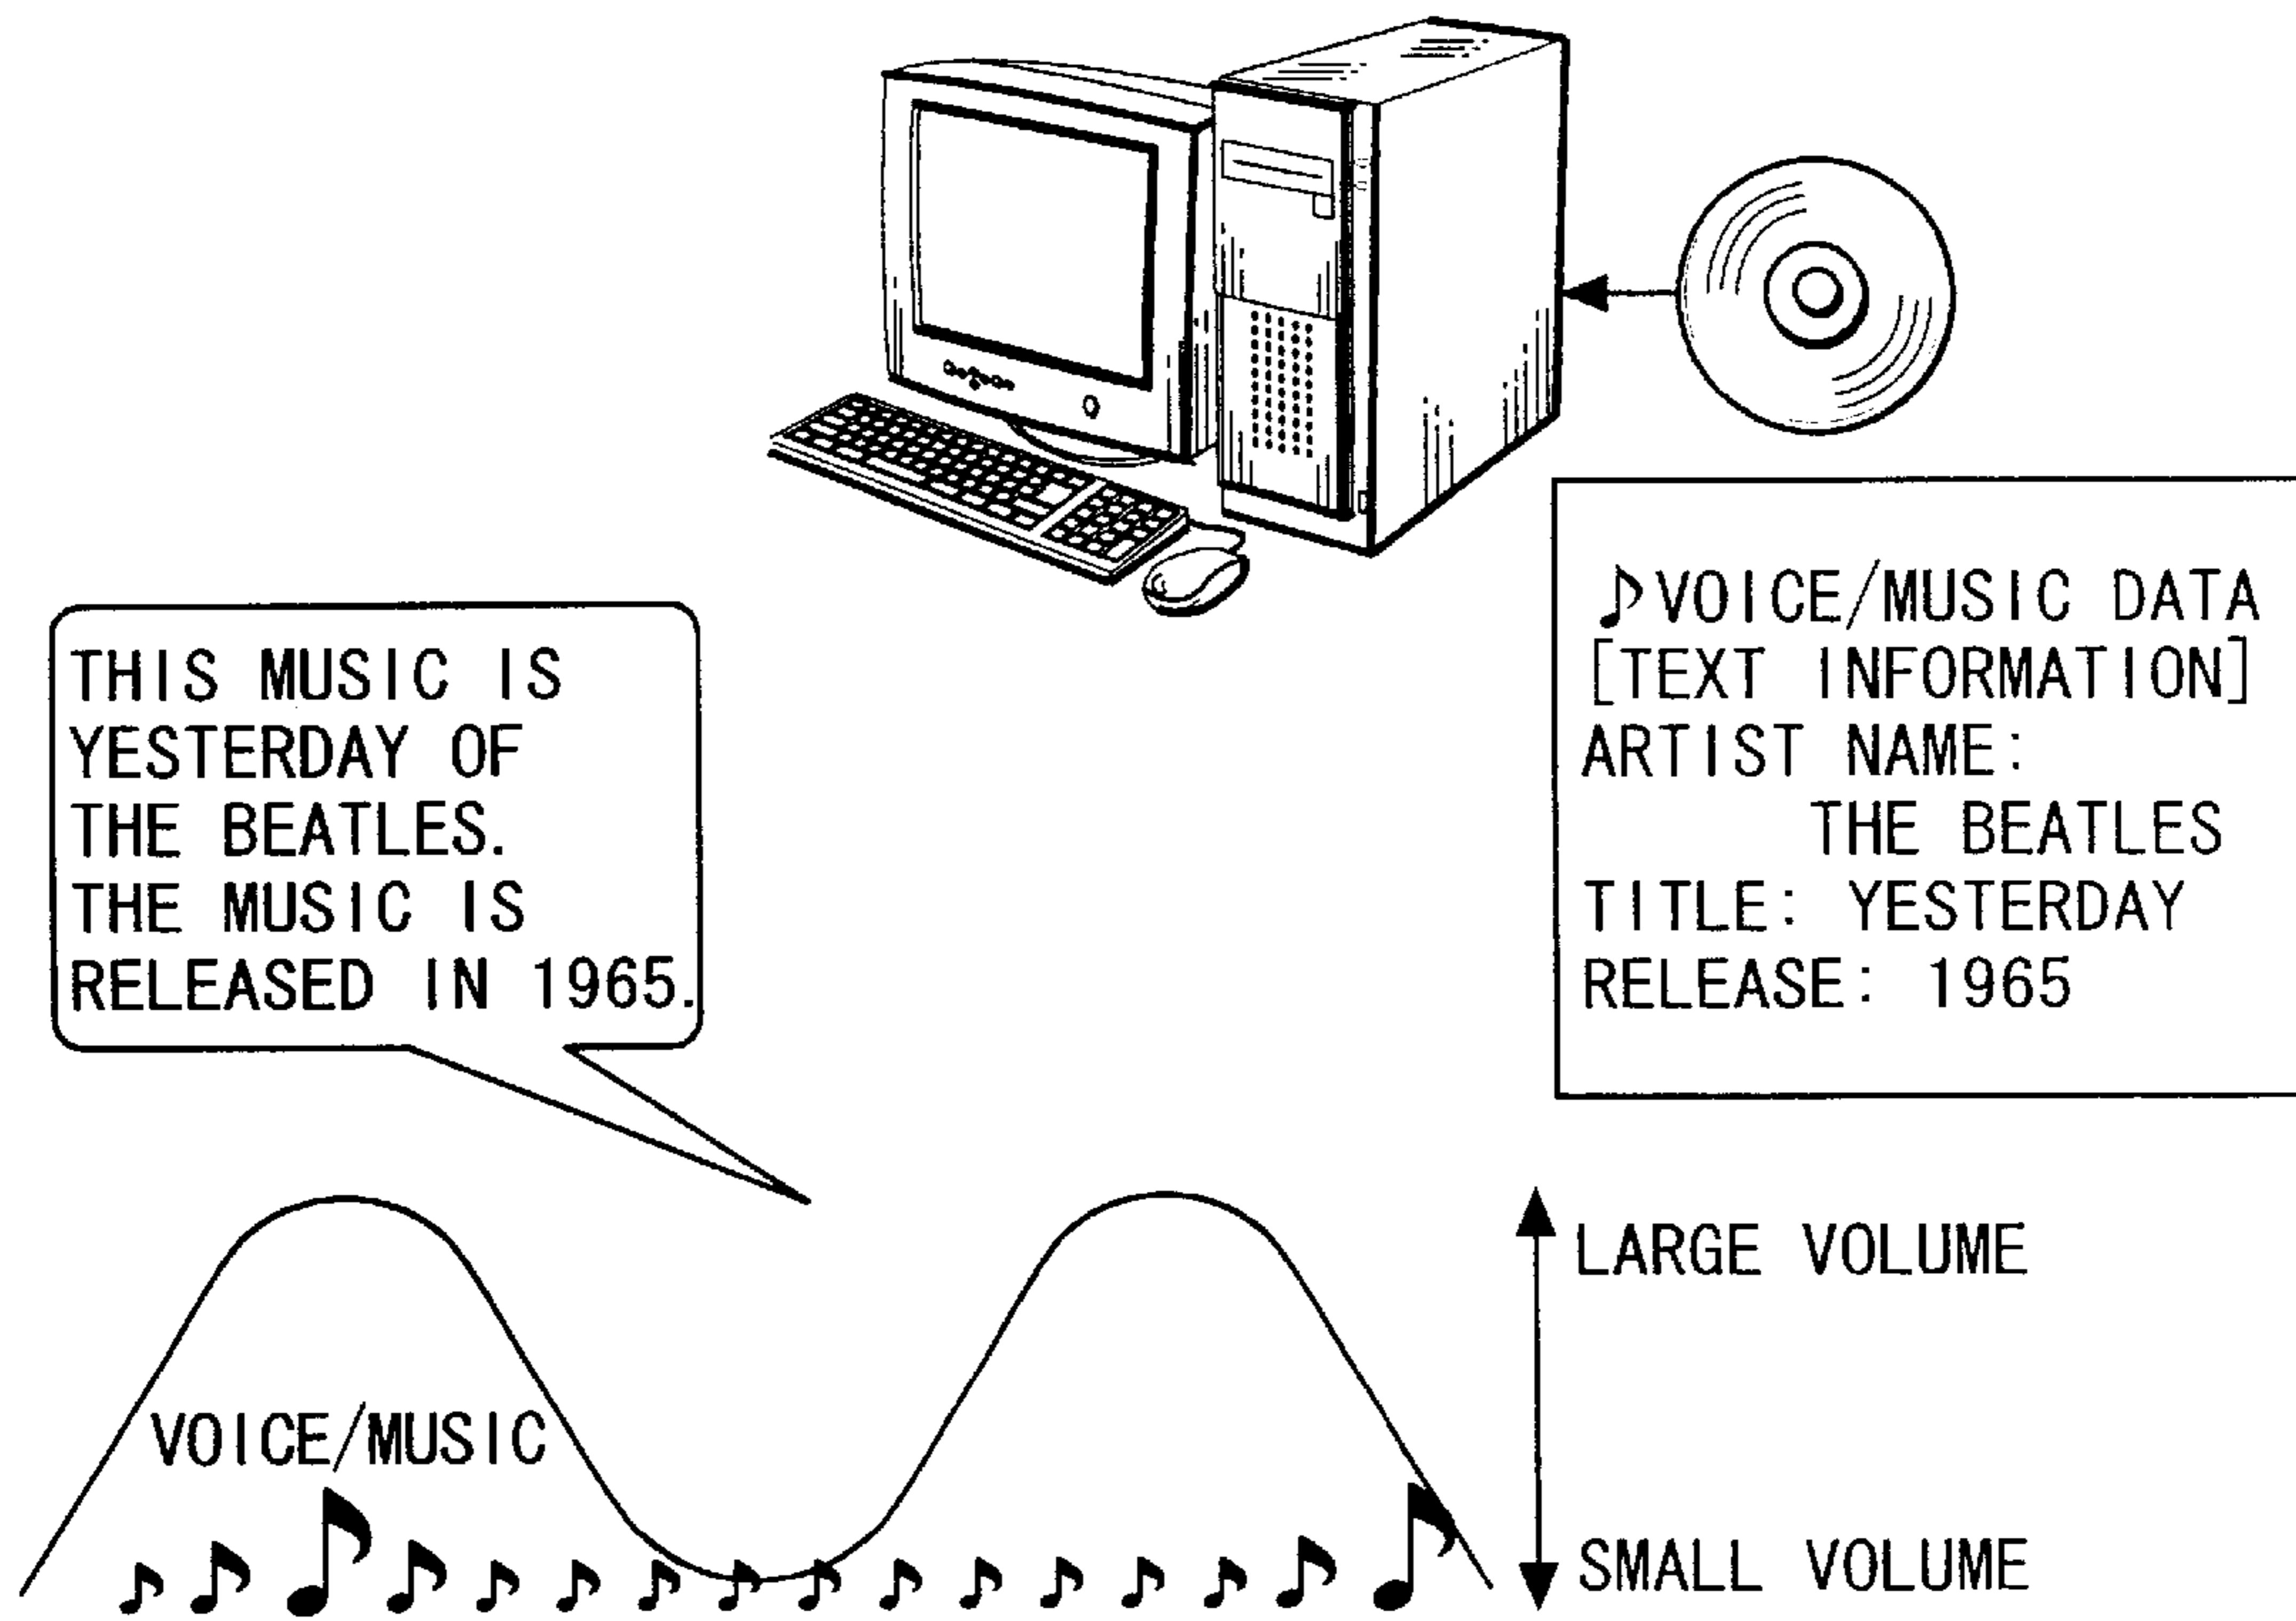 THIS MUSIC IS
YESTERDAY OF
THE BEATLES.
THE MUSIC IS
RELEASED IN 1965.
♪VOICE/MUSIC DATA
[TEXT INFORMATION]
ARTIST NAME:
THE BEATLES
TITLE: YESTERDAY
RELEASE: 1965
LARGE VOLUME
VOICE/MUSIC
SMALL VOLUME